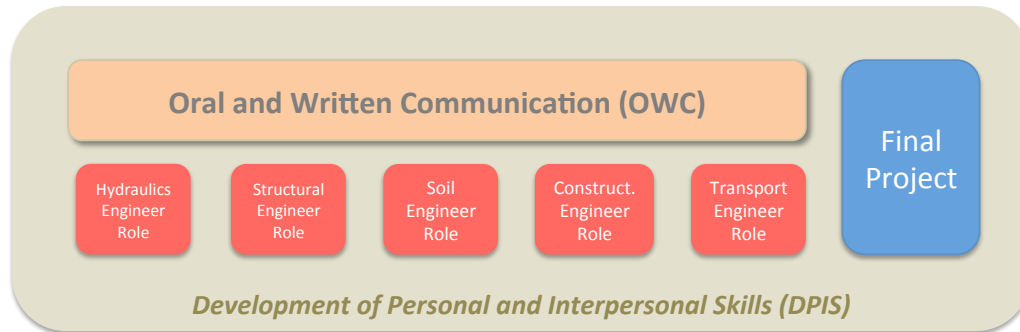 Oral and Written Communication (OWC)
Final
Project
Hydraulics
Engineer
Role
Structural
Engineer
Role
Soil
Engineer
Role
Construct.
Engineer
Role
Transport
Engineer
Role
Development of Personal and Interpersonal Skills (DPIS)